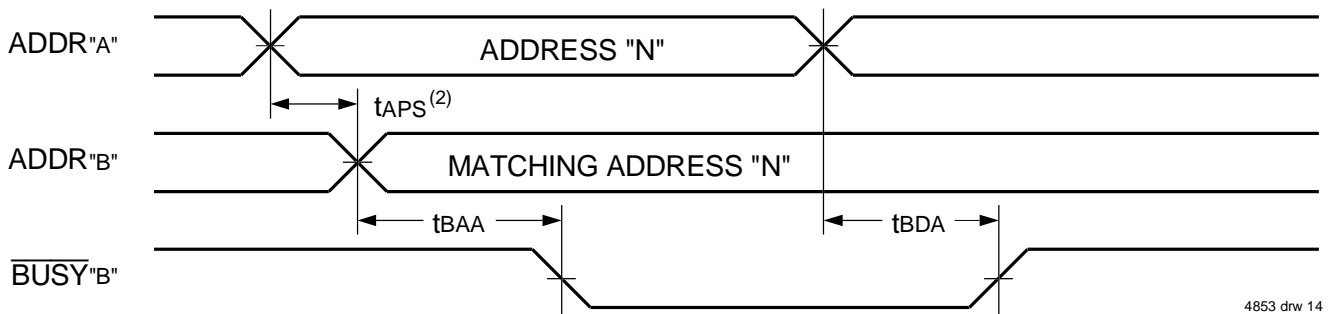 ADDR"A"
ADDRESS "N"
tAPS(2)
ADDR"B"
MATCHING ADDRESS "N"
tBAA
tBDA
BUSY"B"
4853 drw 14